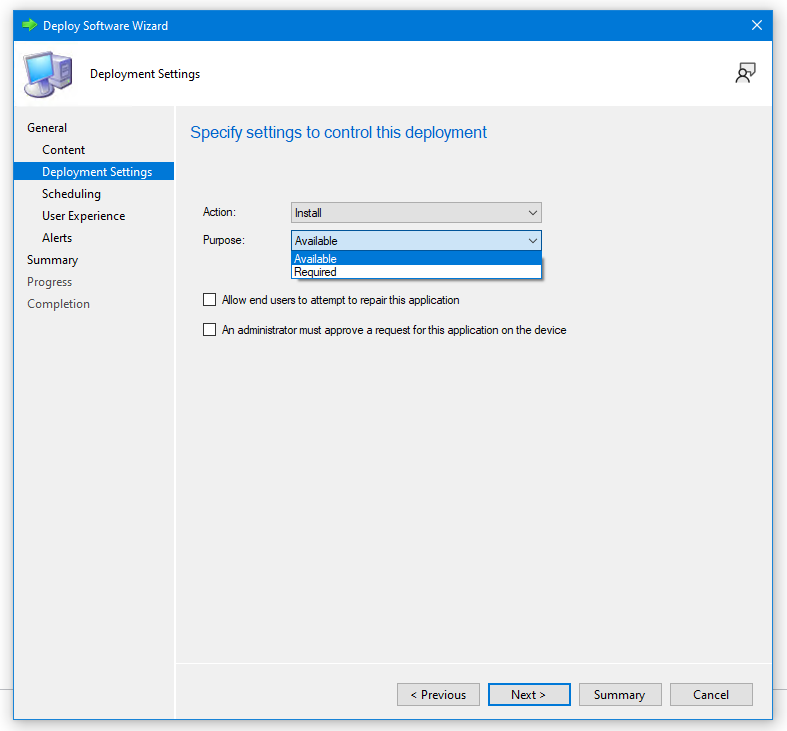 Deploy Software Wizard
Deployment Settings
General
Content
Deployment Settings
Scheduling
User Experience
Alerts
Summary
Progress
Completion
Specify settings to control this deployment
Action: Install
Purpose: Available
Available
Required
Allow end users to attempt to repair this application
An administrator must approve a request for this application on the device
< Previous Next > Summary Cancel